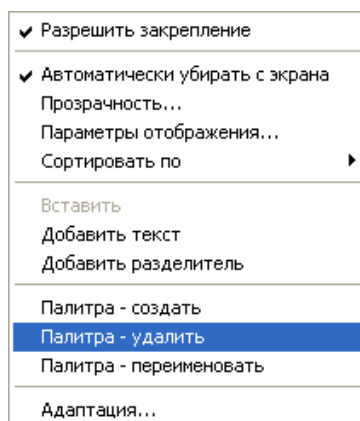 Разрешить закрепление
Автоматически убирать с экрана
Прозрачность...
Параметры отображения...
Сортировать по
Вставить
Добавить текст
Добавить разделитель
Палитра - создать
Палитра - удалить
Палитра - переименовать
Адаптация...